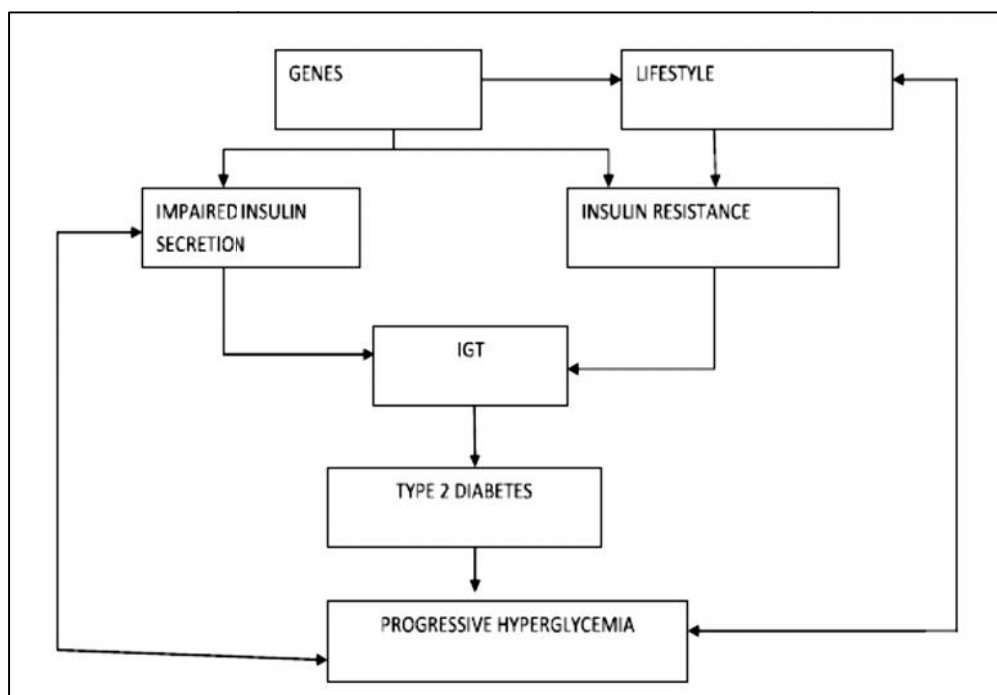 GENES
LIFESTYLE
IMPAIRED INSULIN
SECRETION
INSULIN RESISTANCE
IGT
TYPE 2 DIABETES
PROGRESSIVE HYPERGLYCEMIA